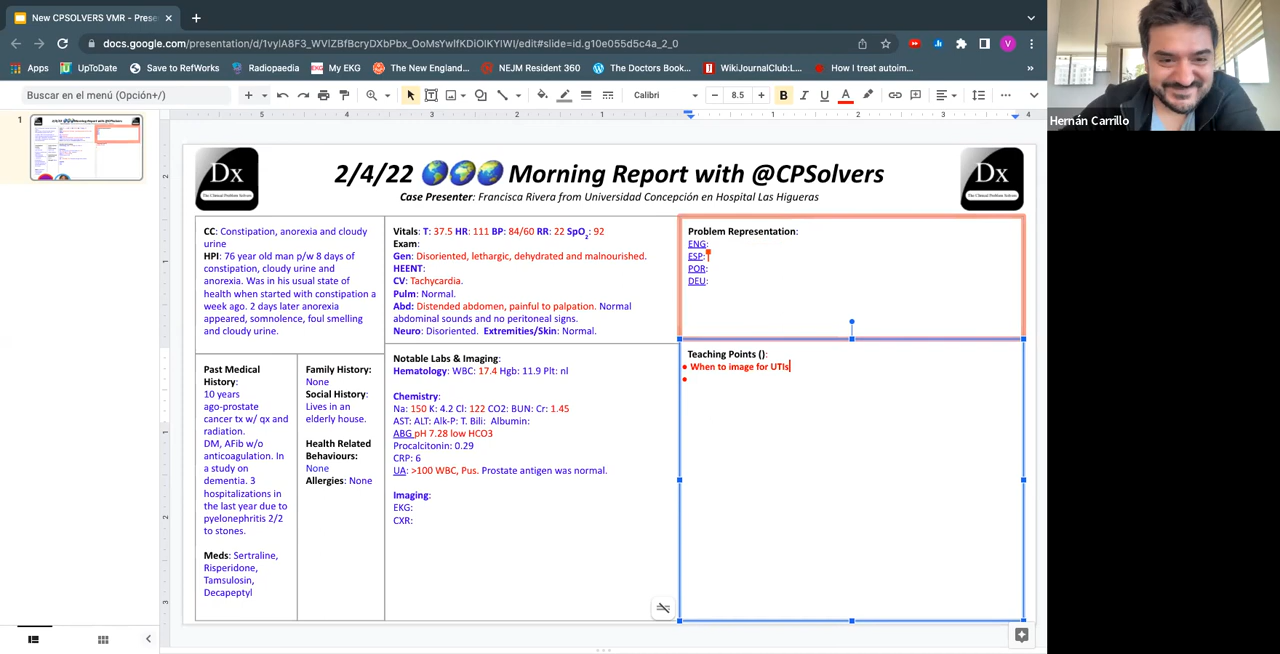 New CPSOLVERS VMR - Prese
docs.google.com/presentation/d/1vylA8F3_WVlZBfBcryDXbPbx_OoMsYwlfKDiOlKYlWI/edit#slide=id.g10e055d5c4a_2_0
Apps UpToDate Save to RefWorks Radiopaedia My EKG The New England... NEJM Resident 360 The Doctors Book... WikiJournalClub:L... How I treat autoim...
Buscar en el menú (Opción+/)
Calibri
8.5
Hernán Carrillo
1
Dx
The Clinical Problem Solvers
2/4/22 🌎🌍🌏 Morning Report with @CPSolvers
Case Presenter: Francisca Rivera from Universidad Concepción en Hospital Las Higueras
Dx
The Clinical Problem Solvers
CC: Constipation, anorexia and cloudy
urine
HPI: 76 year old man p/w 8 days of
constipation, cloudy urine and
anorexia. Was in his usual state of
health when started with constipation a
week ago. 2 days later anorexia
appeared, somnolence, foul smelling
and cloudy urine.
Past Medical
History:
10 years
ago-prostate
cancer tx w/ qx and
radiation.
DM, AFib w/o
anticoagulation. In
a study on
dementia. 3
hospitalizations in
the last year due to
pyelonephritis 2/2
to stones.
Meds: Sertraline,
Risperidone,
Tamsulosin,
Decapeptyl
Family History:
None
Social History:
Lives in an
elderly house.
Health Related
Behaviours:
None
Allergies: None
Vitals: T: 37.5 HR: 111 BP: 84/60 RR: 22 SpO2: 92
Exam:
Gen: Disoriented, lethargic, dehydrated and malnourished.
HEENT:
CV: Tachycardia.
Pulm: Normal.
Abd: Distended abdomen, painful to palpation. Normal
abdominal sounds and no peritoneal signs.
Neuro: Disoriented. Extremities/Skin: Normal.
Notable Labs & Imaging:
Hematology: WBC: 17.4 Hgb: 11.9 Plt: nl
Chemistry:
Na: 150 K: 4.2 Cl: 122 CO2: BUN: Cr: 1.45
AST: ALT: Alk-P: T. Bili: Albumin:
ABG pH 7.28 low HCO3
Procalcitonin: 0.29
CRP: 6
UA: >100 WBC, Pus. Prostate antigen was normal.
Imaging:
EKG:
CXR:
Problem Representation:
ENG:
ESP:
POR:
DEU:
Teaching Points ():
● When to image for UTIs
●